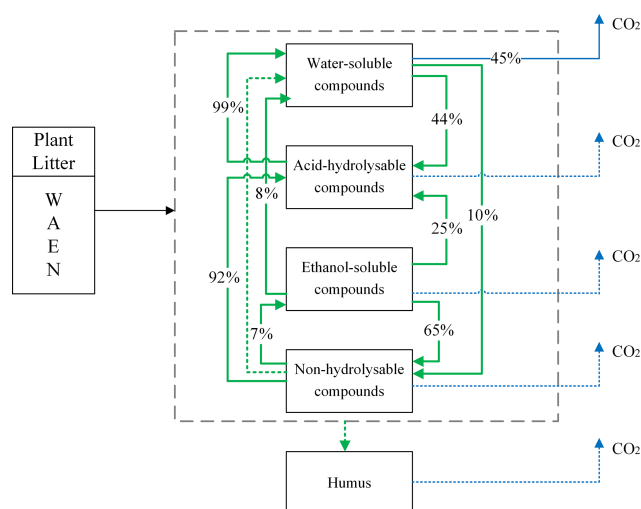 CO2
Water-soluble
compounds
45%
99%
44%
Plant
Litter
CO2
Acid-hydrolysable
compounds
W
A
E
N
8%
10%
25%
CO2
Ethanol-soluble
compounds
92%
7%
65%
CO2
Non-hydrolysable
compounds
CO2
Humus